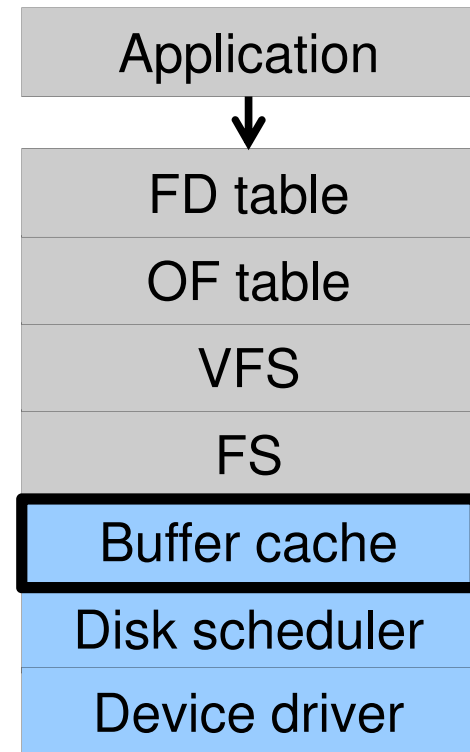 Application
FD table
OF table
VFS
FS
Buffer cache
Disk scheduler
Device driver